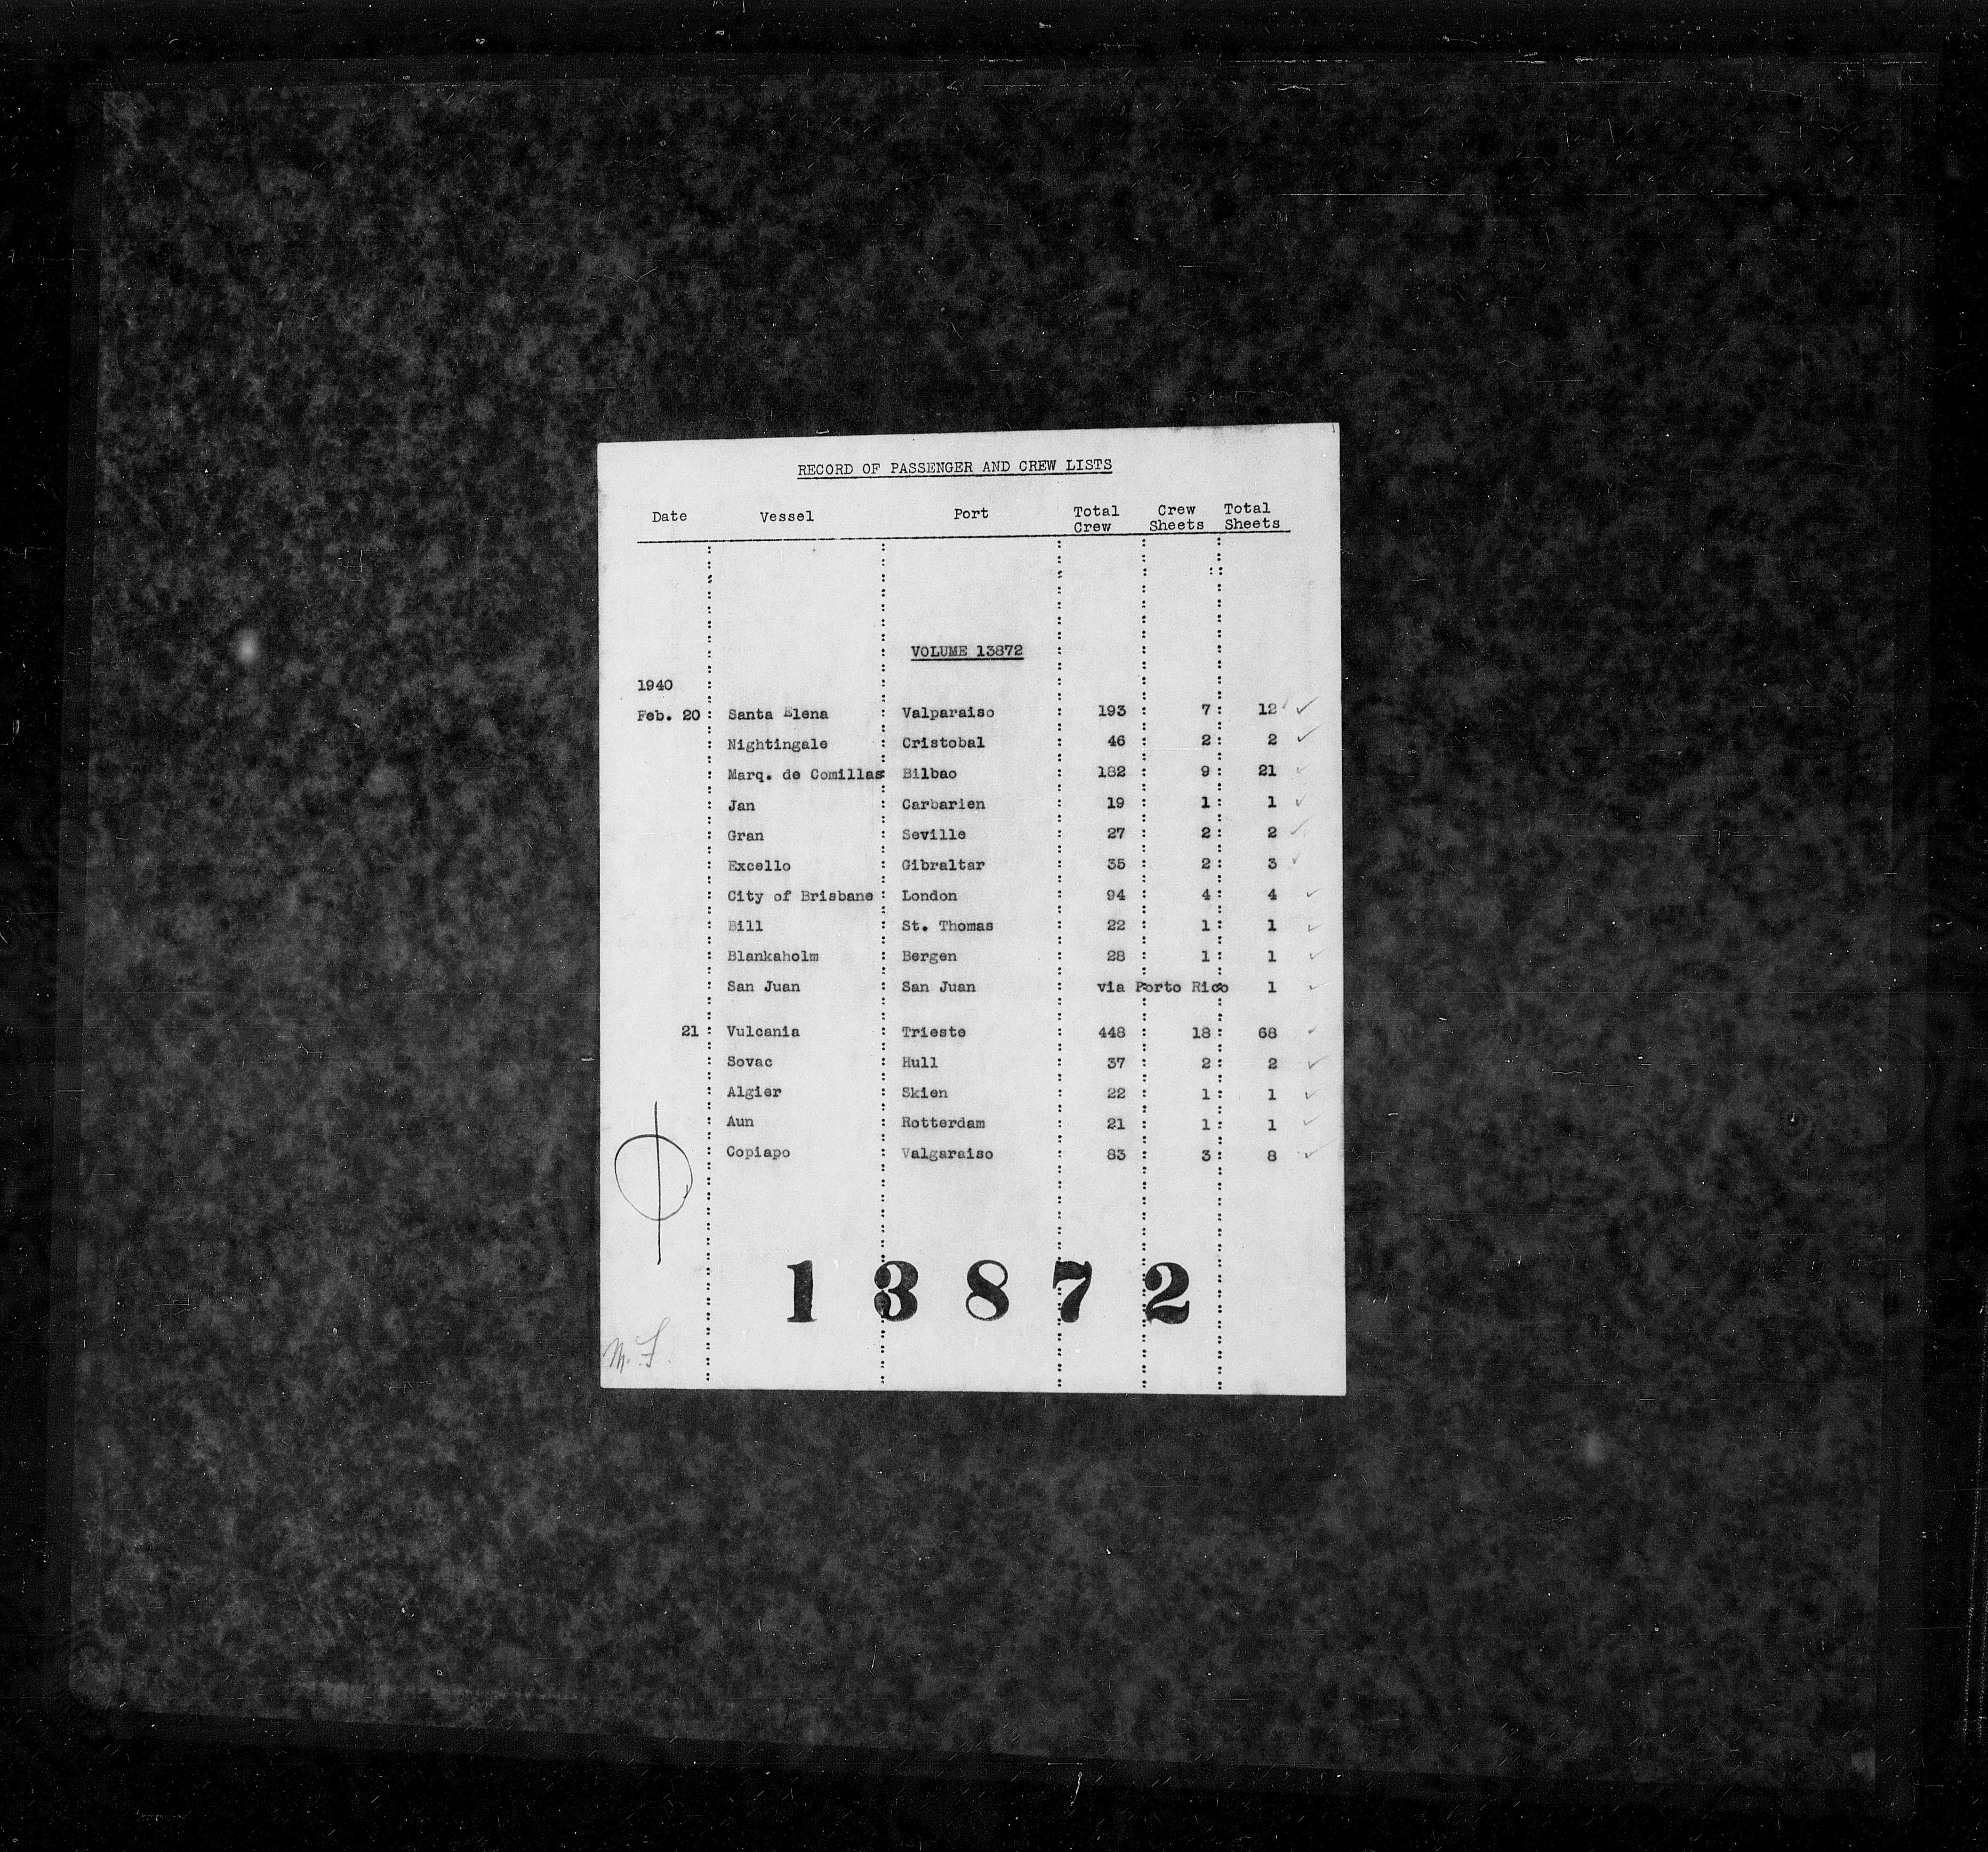 RECORD OF PASSENGER AND CREW LISTS
Date Vessel Port Total Crew Crew Sheets Total Sheets
VOLUME 13872
1940
Feb. 20 : Santa Elena : Valparaiso : 193 : 7 : 12 ✓
: Nightingale : Cristobal : 46 : 2 : 2 ✓
: Marq. de Comillas : Bilbao : 182 : 9 : 21 ✓
: Jan : Carbarien : 19 : 1 : 1 ✓
: Gran : Seville : 27 : 2 : 2 ✓
: Excello : Gibraltar : 35 : 2 : 3 ✓
: City of Brisbane : London : 94 : 4 : 4 ✓
: Bill : St. Thomas : 22 : 1 : 1 ✓
: Blankaholm : Bergen : 28 : 1 : 1 ✓
: San Juan : San Juan : via Porto Rico 1 ✓
21 : Vulcania : Trieste : 448 : 18 : 68 ✓
: Sovac : Hull : 37 : 2 : 2 ✓
: Algier : Skien : 22 : 1 : 1 ✓
: Aun : Rotterdam : 21 : 1 : 1 ✓
: Copiapo : Valgaraiso : 83 : 3 : 8 ✓
1 3 8 7 2
M. F.